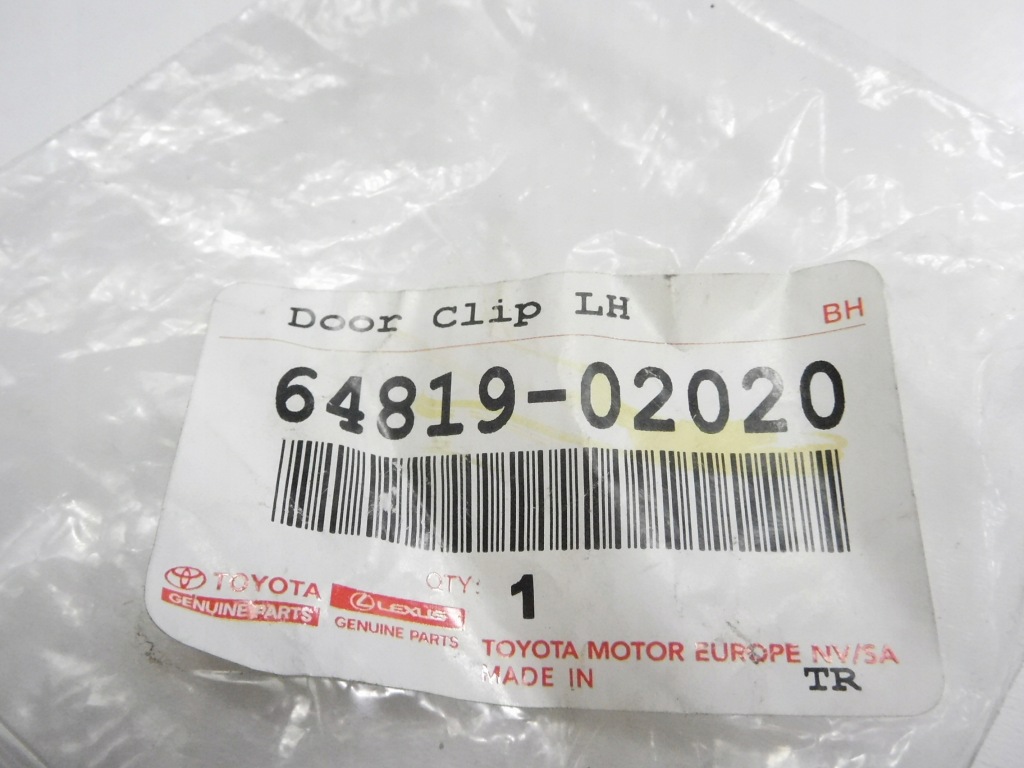 Door Clip LH BH
64819-02020
TOYOTA QTY: 1
GENUINE PARTS LEXUS
GENUINE PARTS
TOYOTA MOTOR EUROPE NV/SA
MADE IN TR